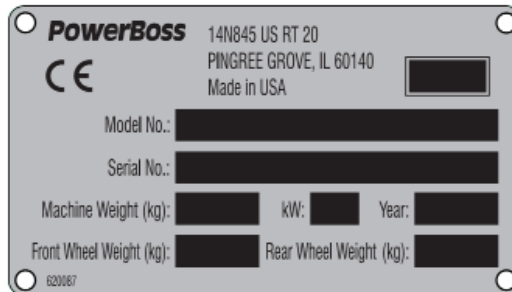 PowerBoss
14N845 US RT 20
PINGREE GROVE, IL 60140
CE
Made in USA
Model No.:
Serial No.:
Machine Weight (kg): kW: Year:
Front Wheel Weight (kg): Rear Wheel Weight (kg):
620087